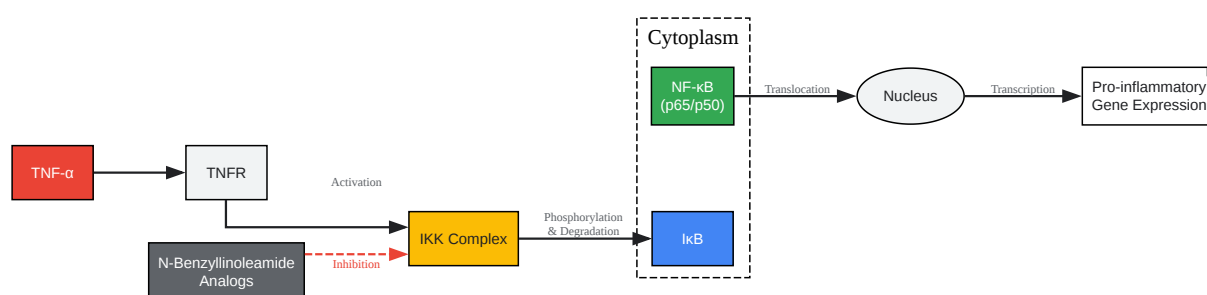 Cytoplasm
NF-κB
(p65/p50)
Translocation
Nucleus
Transcription
Pro-inflammatory
Gene Expression
TNF-α
TNFR
Activation
IKK Complex
Phosphorylation
& Degradation
IκB
N-Benzyllinoleamide
Analogs
Inhibition